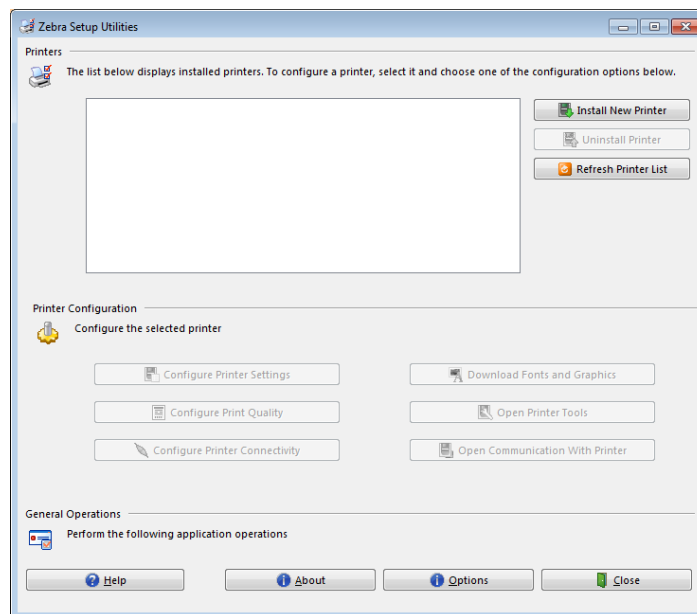 Zebra Setup Utilities
Printers
The list below displays installed printers. To configure a printer, select it and choose one of the configuration options below.
Install New Printer
Uninstall Printer
Refresh Printer List
Printer Configuration
Configure the selected printer
Configure Printer Settings
Download Fonts and Graphics
Configure Print Quality
Open Printer Tools
Configure Printer Connectivity
Open Communication With Printer
General Operations
Perform the following application operations
Help
About
Options
Close